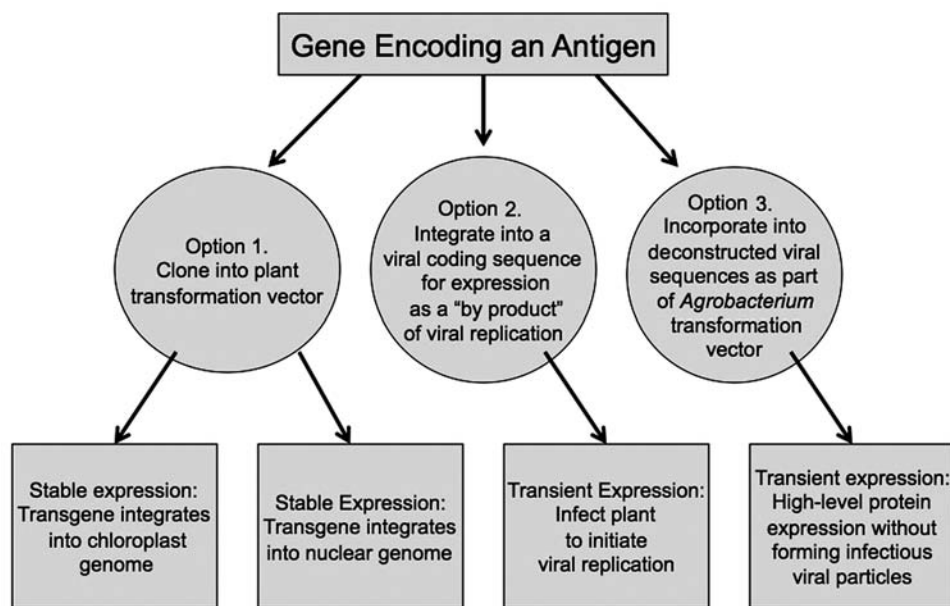 Gene Encoding an Antigen
Option 1.
Clone into plant
transformation vector
Option 2.
Integrate into a
viral coding sequence
for expression
as a “by product”
of viral replication
Option 3.
Incorporate into
deconstructed viral
sequences as part
of Agrobacterium
transformation
vector
Stable expression:
Transgene integrates
into chloroplast
genome
Stable Expression:
Transgene integrates
into nuclear genome
Transient Expression:
Infect plant
to initiate
viral replication
Transient expression:
High-level protein
expression without
forming infectious
viral particles